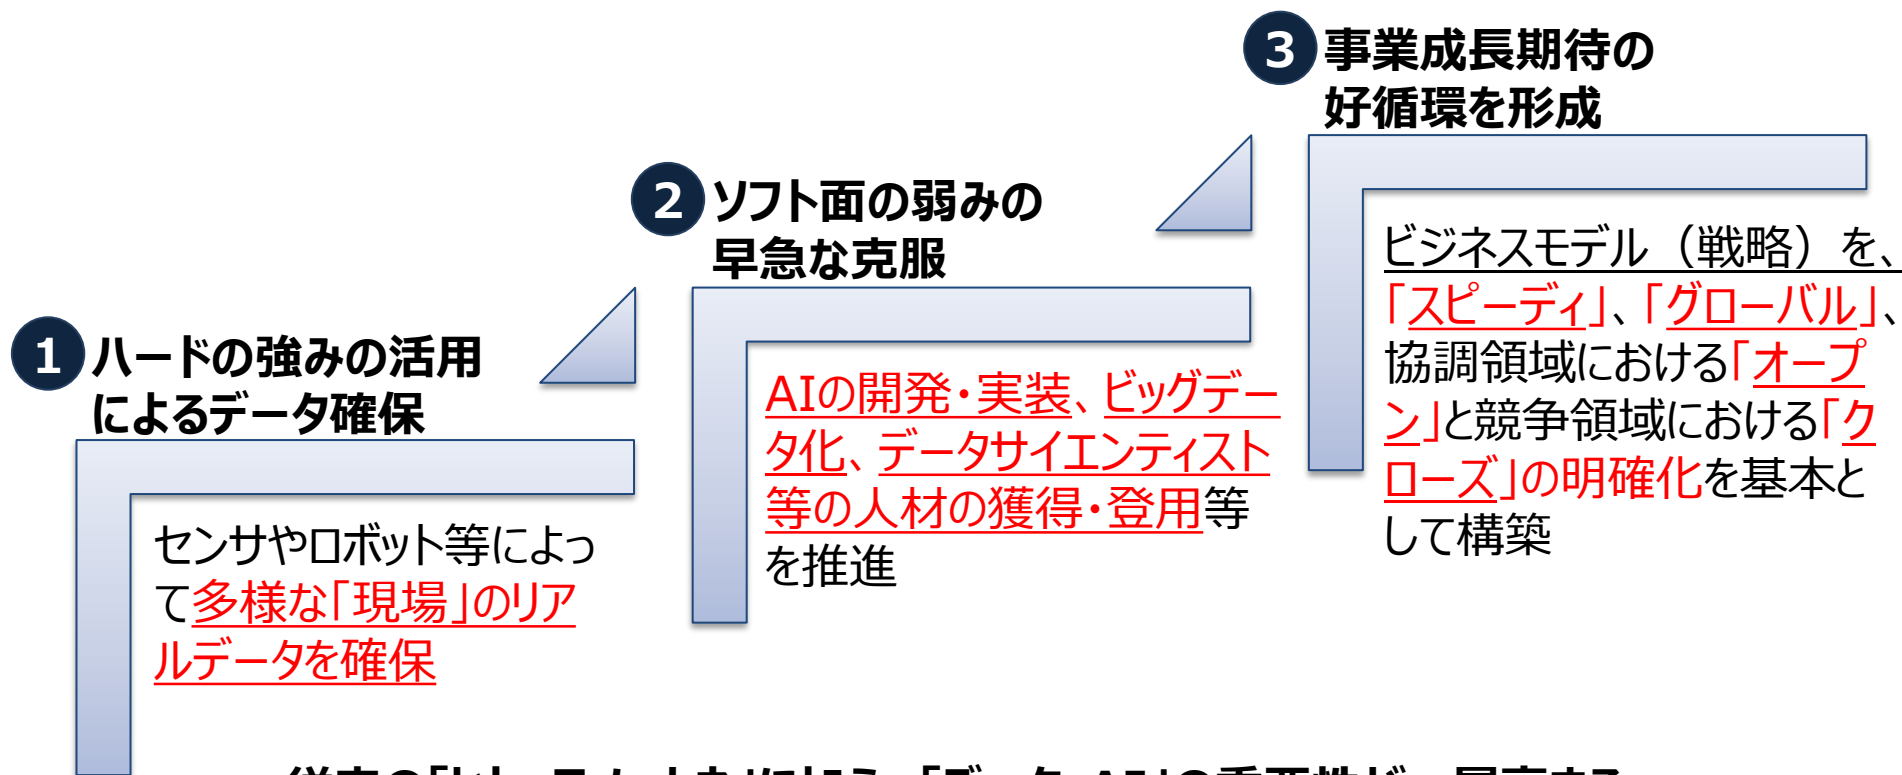 1 ハードの強みの活用
によるデータ確保
センサやロボット等によっ
て多様な「現場」のリア
ルデータを確保
2 ソフト面の弱みの
早急な克服
AIの開発・実装、ビッグデー
タ化、データサイエンティスト
等の人材の獲得・登用等
を推進
3 事業成長期待の
好循環を形成
ビジネスモデル（戦略）を、
「スピーディ」、「グローバル」、
協調領域における「オープ
ン」と競争領域における「ク
ローズ」の明確化を基本と
して構築